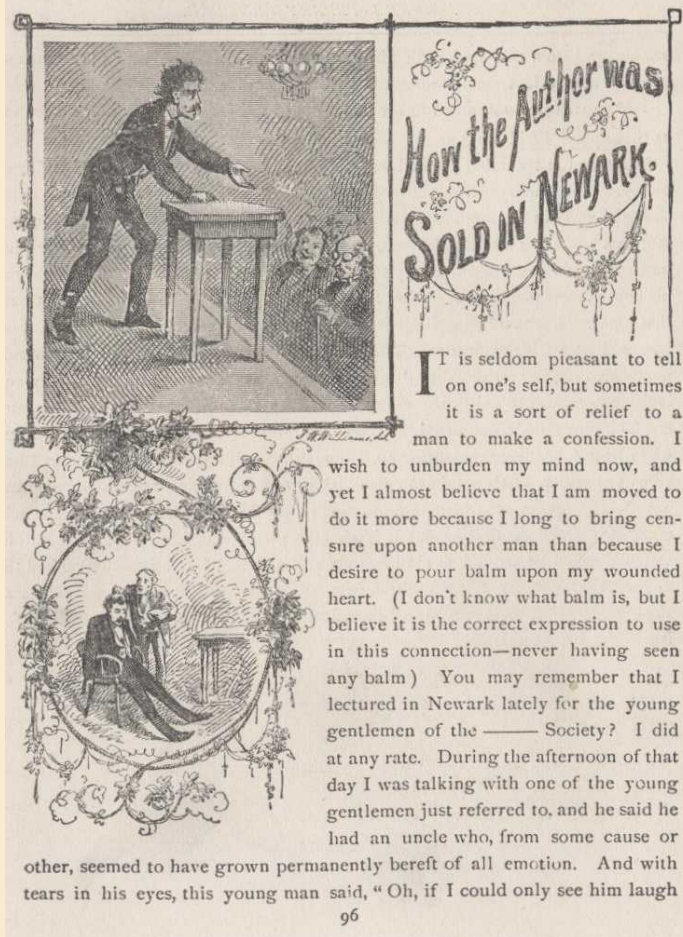 How the Author was
Sold in Newark.
IT is seldom pleasant to tell
on one's self, but sometimes
it is a sort of relief to a
man to make a confession. I
wish to unburden my mind now, and
yet I almost believe that I am moved to
do it more because I long to bring cen-
sure upon another man than because I
desire to pour balm upon my wounded
heart. (I don't know what balm is, but I
believe it is the correct expression to use
in this connection—never having seen
any balm) You may remember that I
lectured in Newark lately for the young
gentlemen of the —— Society? I did
at any rate. During the afternoon of that
day I was talking with one of the young
gentlemen just referred to, and he said he
had an uncle who, from some cause or
other, seemed to have grown permanently bereft of all emotion. And with
tears in his eyes, this young man said, “Oh, if I could only see him laugh
96